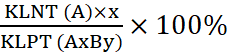 KLNT (A)×x
KLPT (AxBy) × 100%